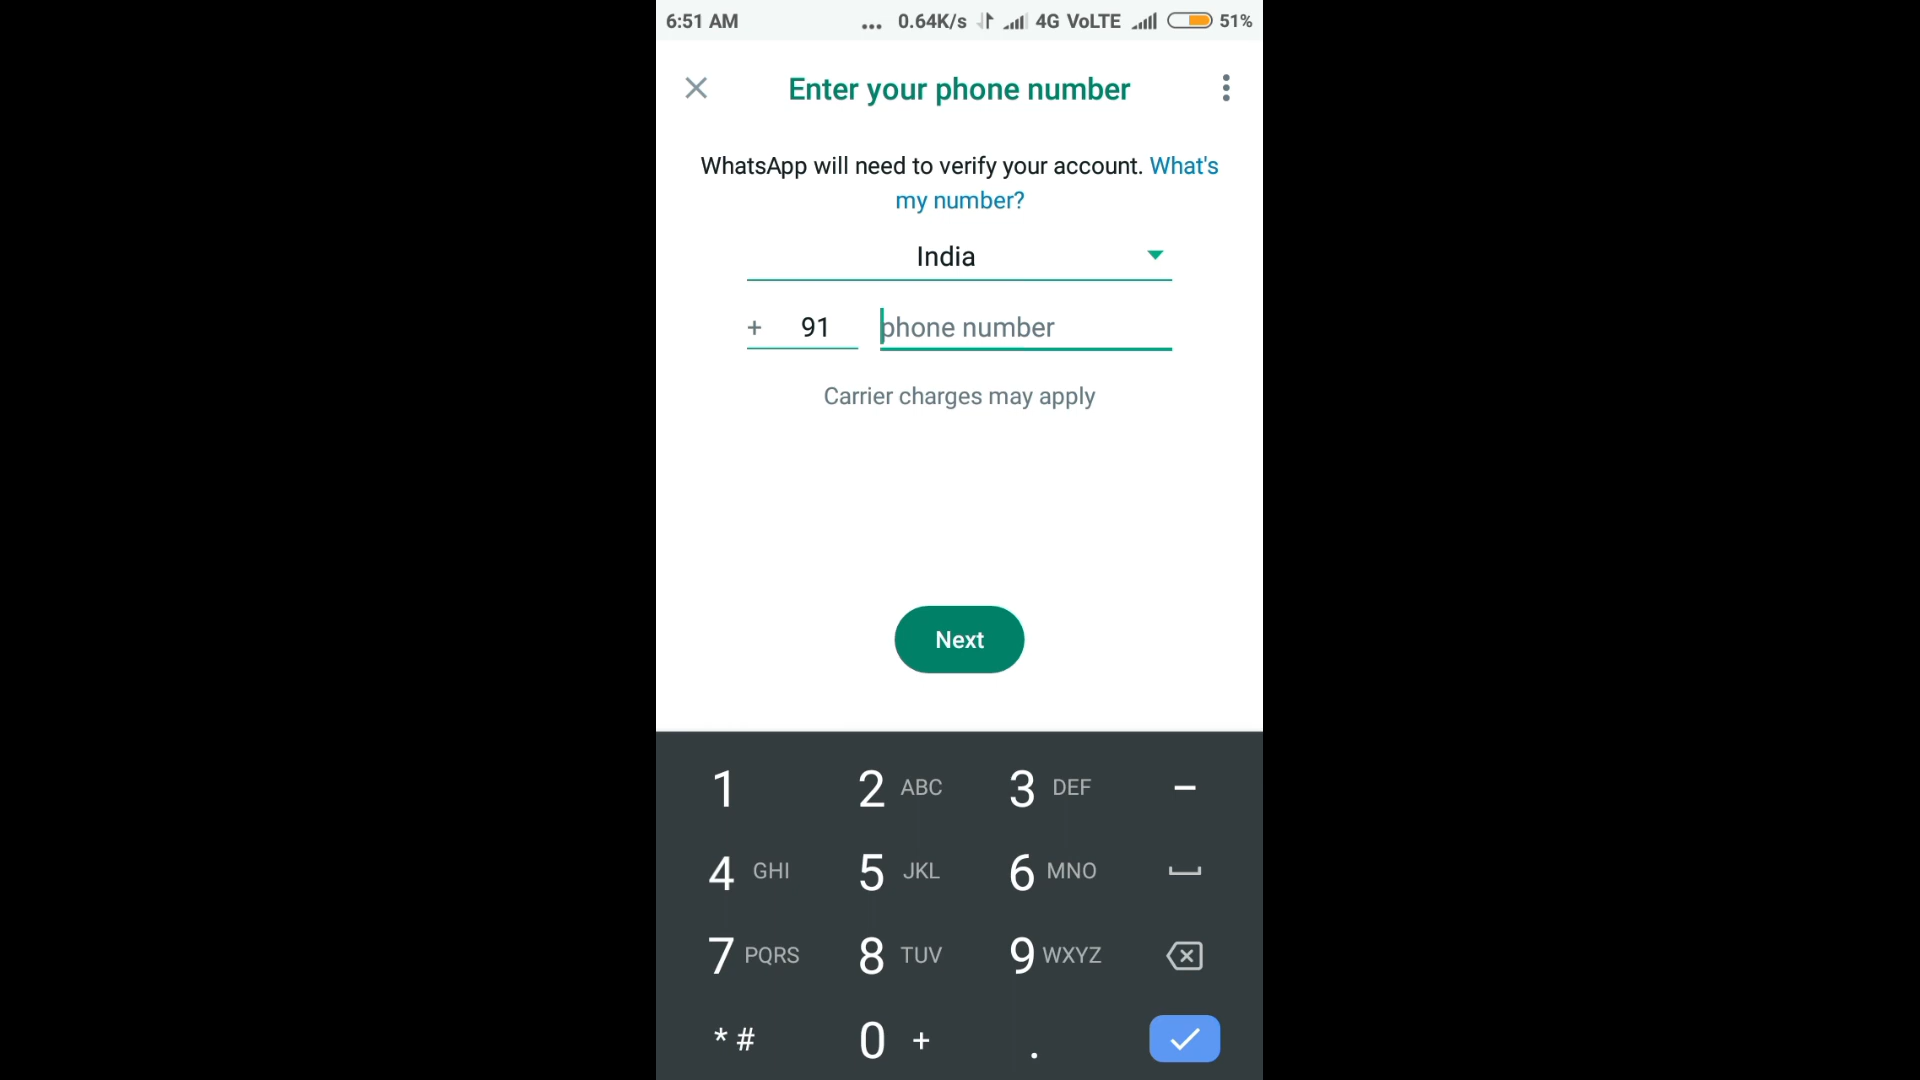 6:51 AM ... 0.64K/s 4G VoLTE 51%
Enter your phone number
WhatsApp will need to verify your account. What's
my number?
India
+ 91 phone number
Carrier charges may apply
Next
1 2 ABC 3 DEF –
4 GHI 5 JKL 6 MNO
7 PQRS 8 TUV 9 WXYZ
* # 0 + .